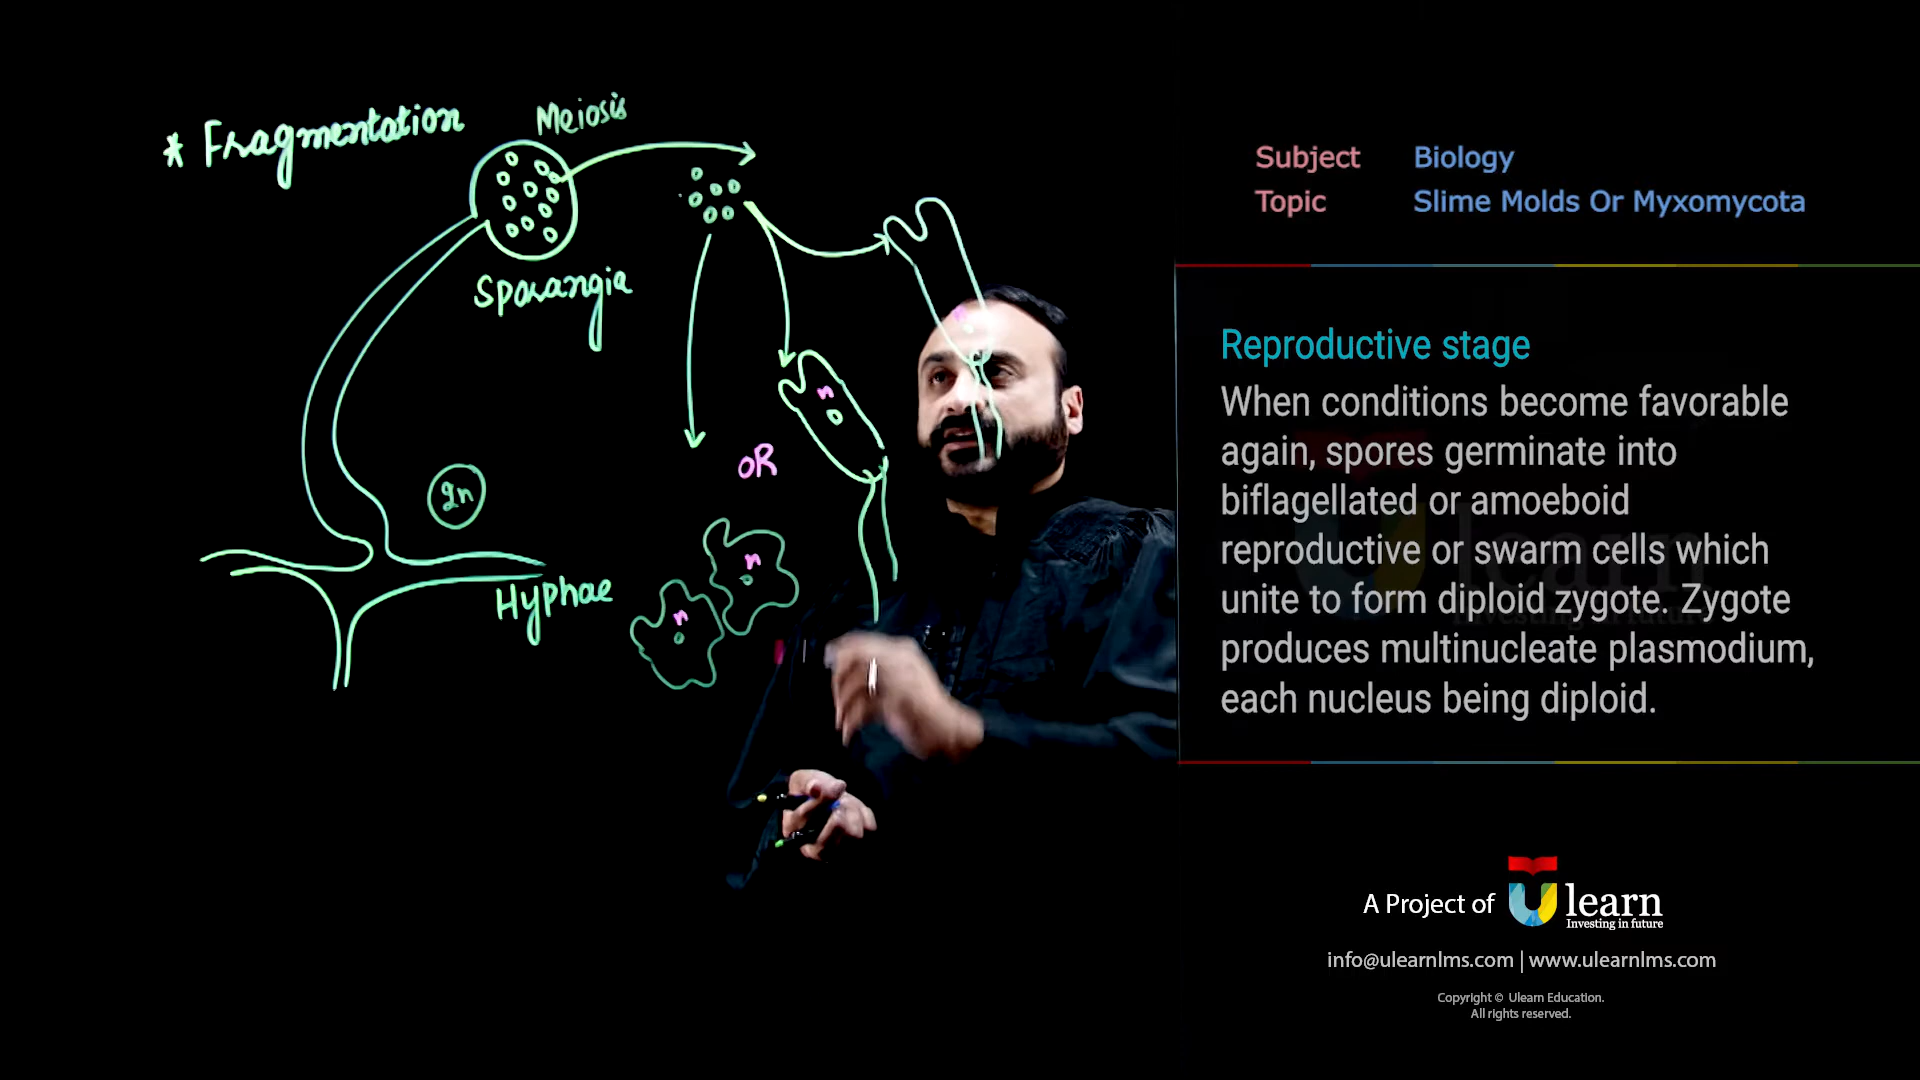 * Fragmentation
Meiosis
Sporangia
2n
Hyphae
n
OR
n
n
n
Subject Biology
Topic Slime Molds Or Myxomycota
Reproductive stage
When conditions become favorable
again, spores germinate into
biflagellated or amoeboid
reproductive or swarm cells which
unite to form diploid zygote. Zygote
produces multinucleate plasmodium,
each nucleus being diploid.
A Project of Ulearn
Investing in future
info@ulearnlms.com | www.ulearnlms.com
Copyright © Ulearn Education.
All rights reserved.